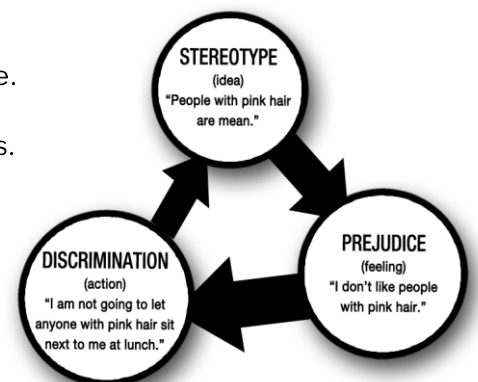 e.
s.
STEREOTYPE
(idea)
“People with pink hair
are mean.”
PREJUDICE
(feeling)
“I don’t like people
with pink hair.”
DISCRIMINATION
(action)
“I am not going to let
anyone with pink hair sit
next to me at lunch.”